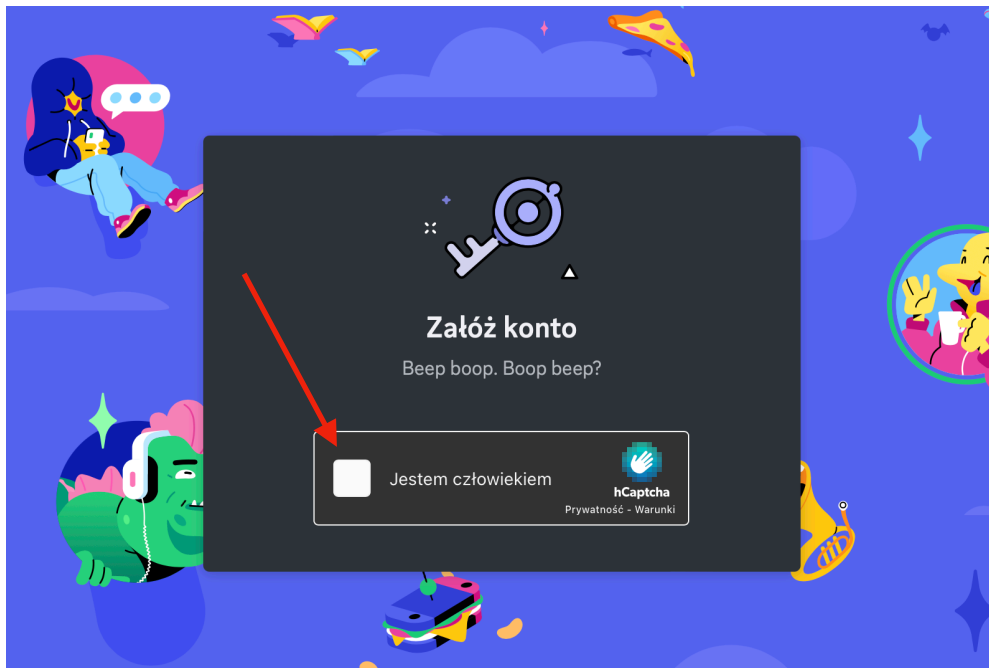 Załóż konto
Beep boop. Boop beep?
Jestem człowiekiem
hCaptcha
Prywatność - Warunki